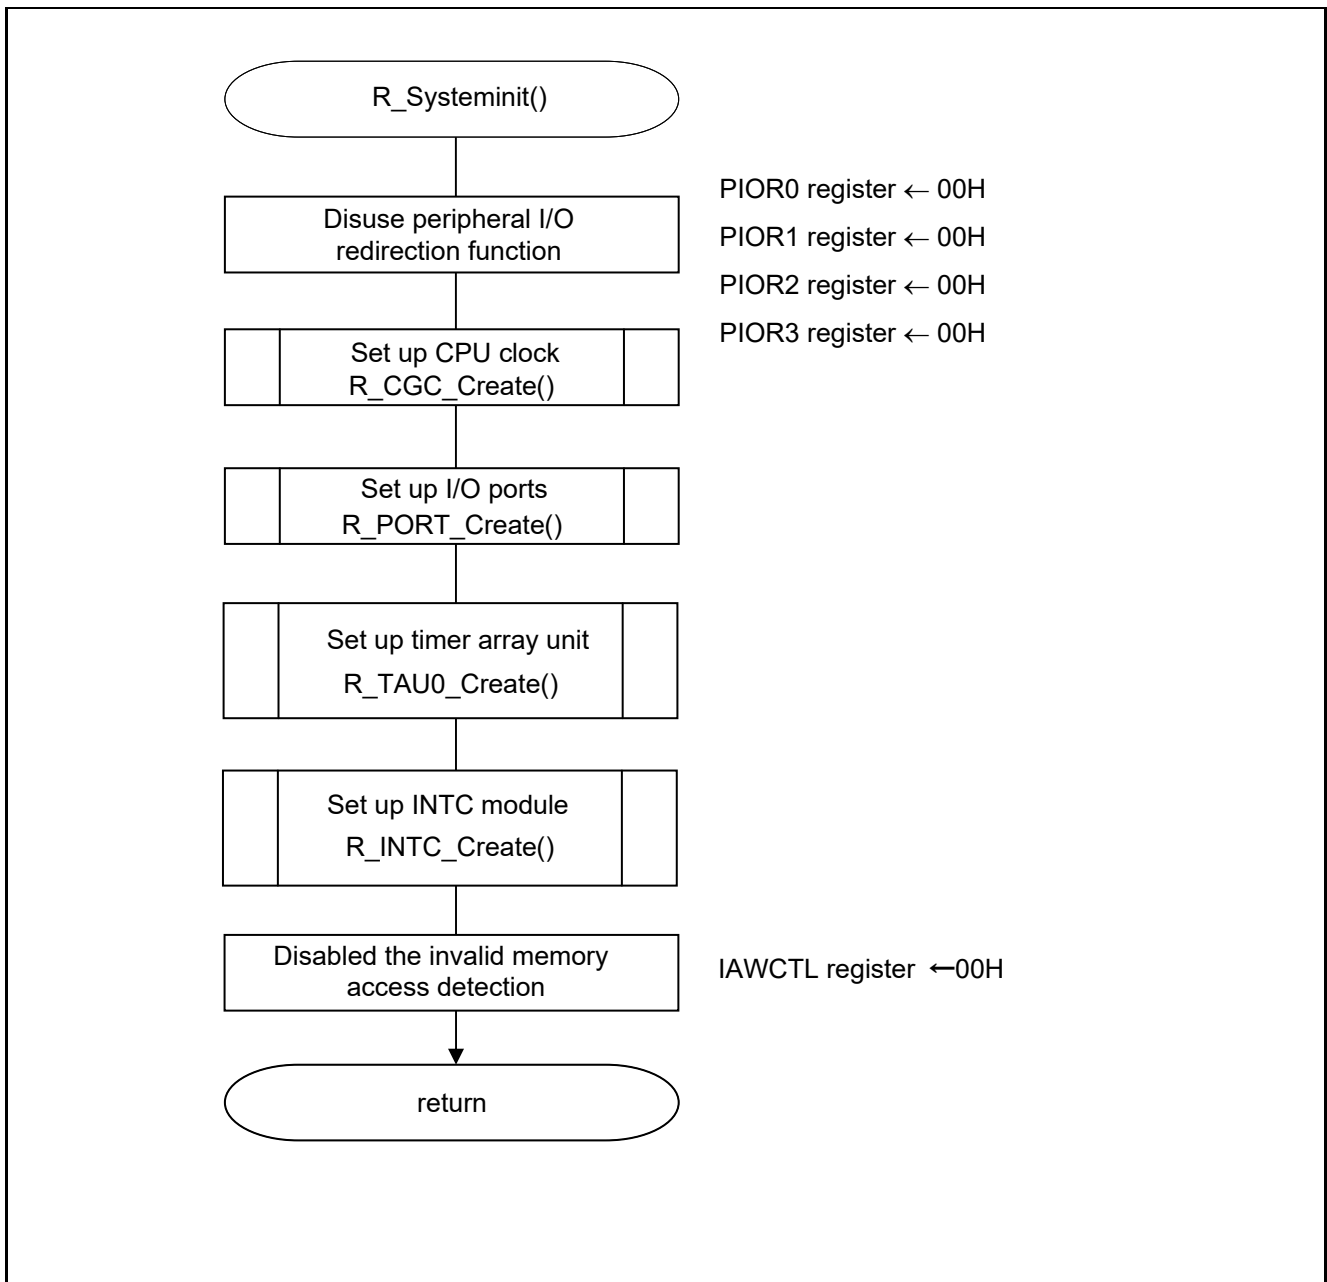 R_Systeminit()
PIOR0 register ← 00H
Disuse peripheral I/O
redirection function
PIOR1 register ← 00H
PIOR2 register ← 00H
PIOR3 register ← 00H
Set up CPU clock
R_CGC_Create()
Set up I/O ports
R_PORT_Create()
Set up timer array unit
R_TAU0_Create()
Set up INTC module
R_INTC_Create()
Disabled the invalid memory
access detection
IAWCTL register ←00H
return